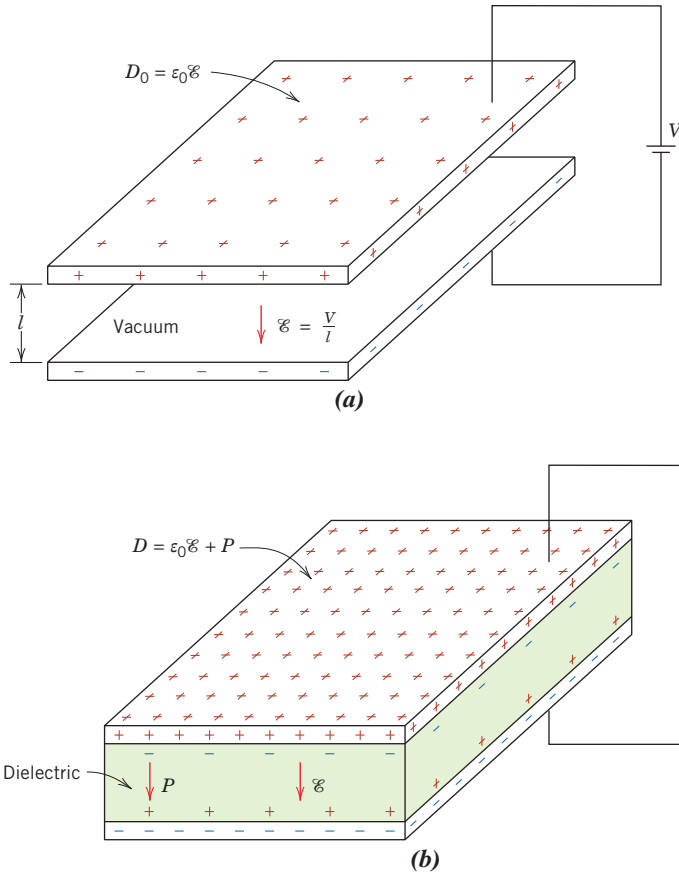 D₀ = ε₀ℰ
V
l
Vacuum
ℰ = V/l
(a)
D = ε₀ℰ + P
Dielectric
P
ℰ
(b)